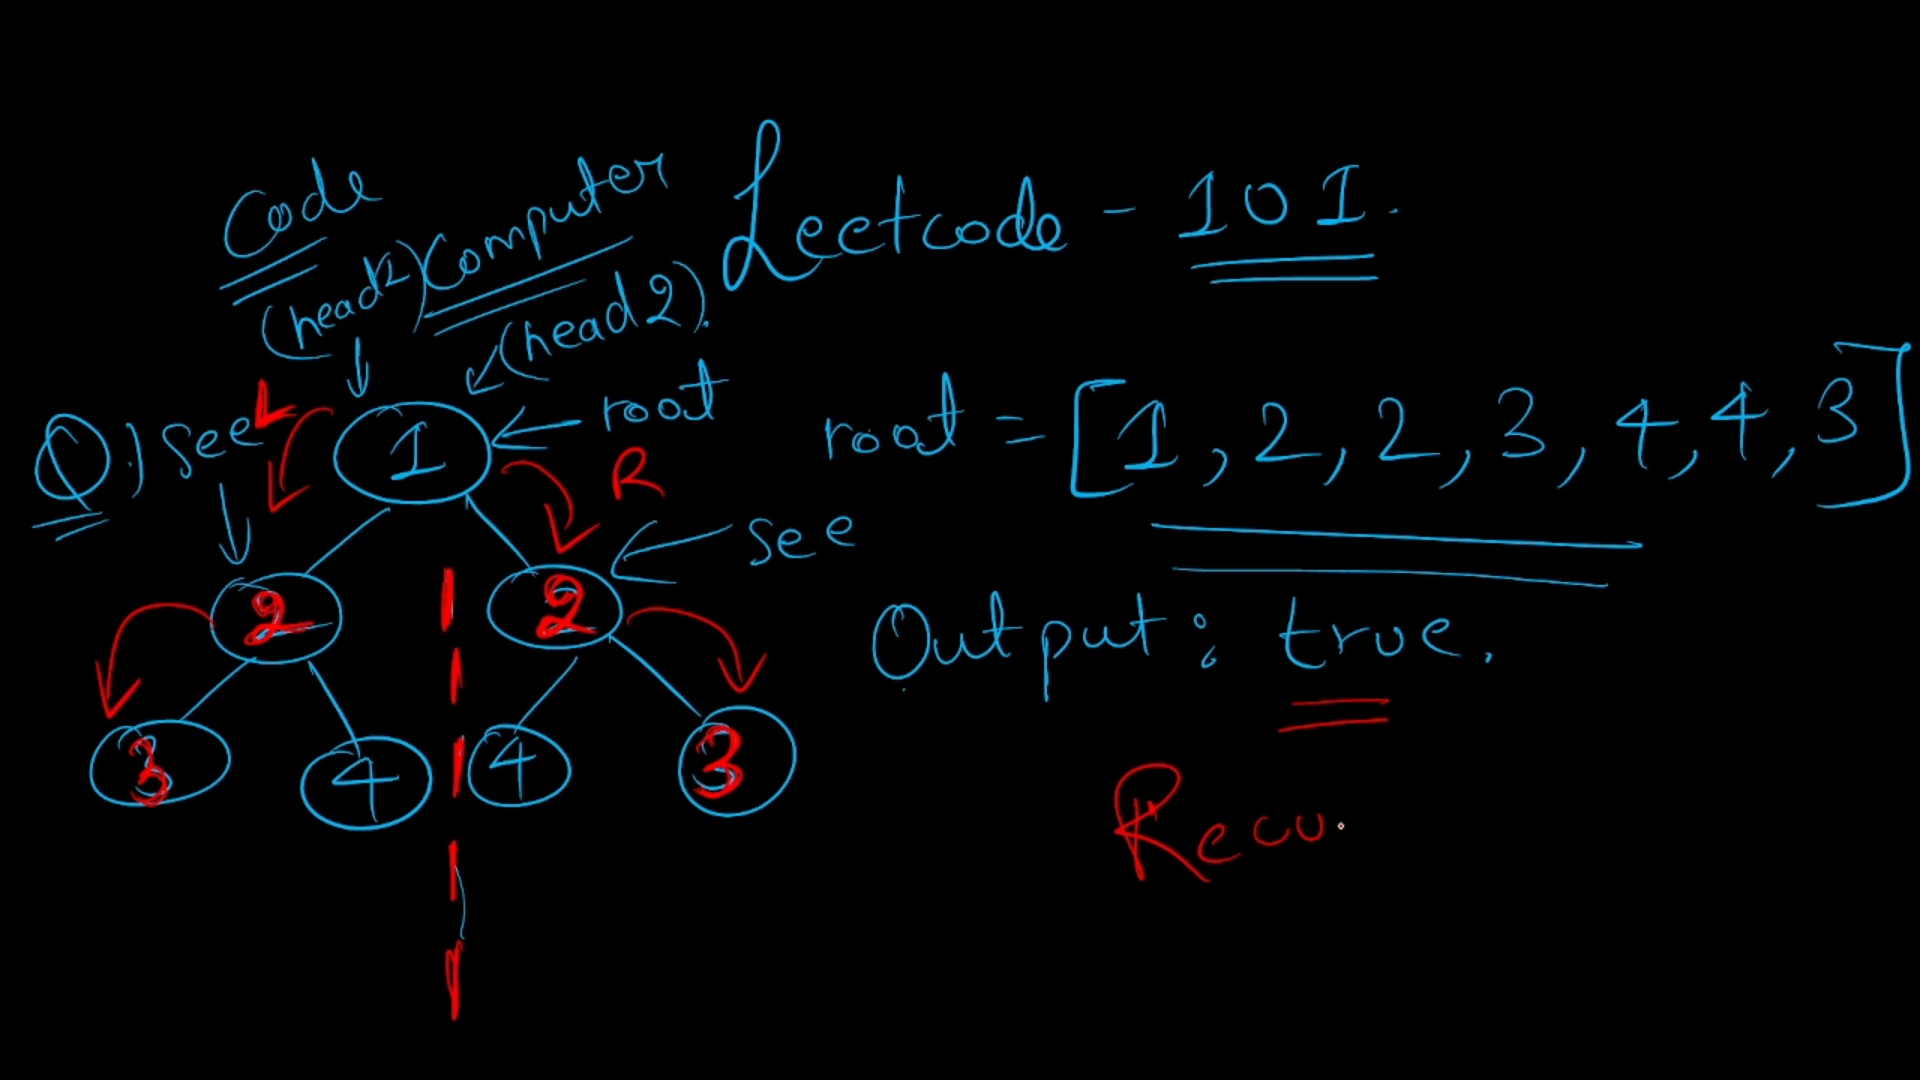 Code
Computer
Leetcode - 101.
(head1)
(head2).
Q.) see
L
1
root
root = [1, 2, 2, 3, 4, 4, 3]
R
see
2
2
Output: true.
3
4
4
3
Recu